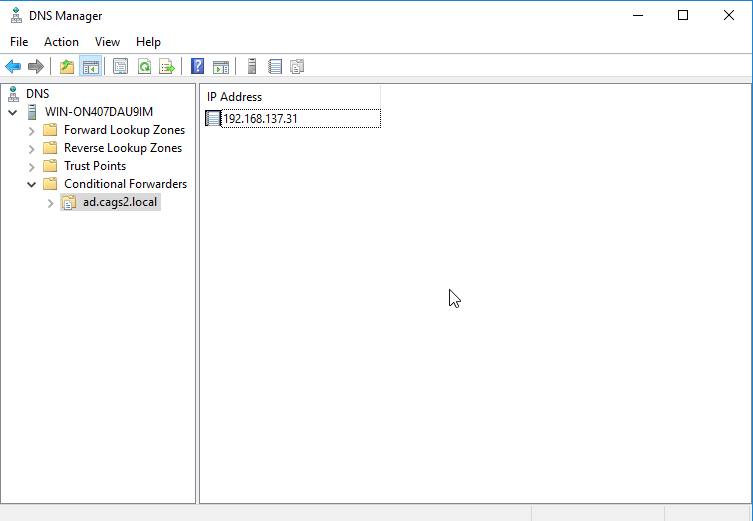 DNS Manager
File Action View Help
DNS
WIN-ON407DAU9IM
Forward Lookup Zones
Reverse Lookup Zones
Trust Points
Conditional Forwarders
ad.cags2.local
IP Address
192.168.137.31